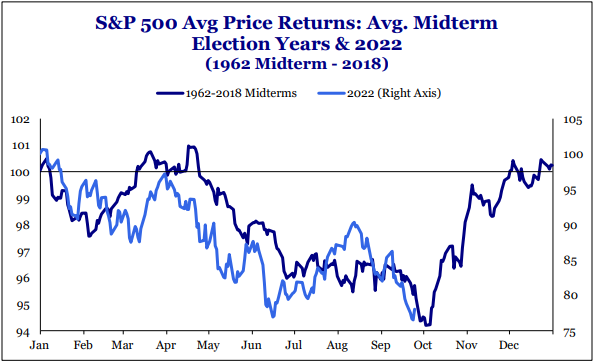 S&P 500 Avg Price Returns: Avg. Midterm
Election Years & 2022
(1962 Midterm - 2018)
1962-2018 Midterms 2022 (Right Axis)
102 105
101 100
100 95
99 90
98 85
97 80
96 75
95
94
Jan Feb Mar Apr May Jun Jul Aug Sep Oct Nov Dec